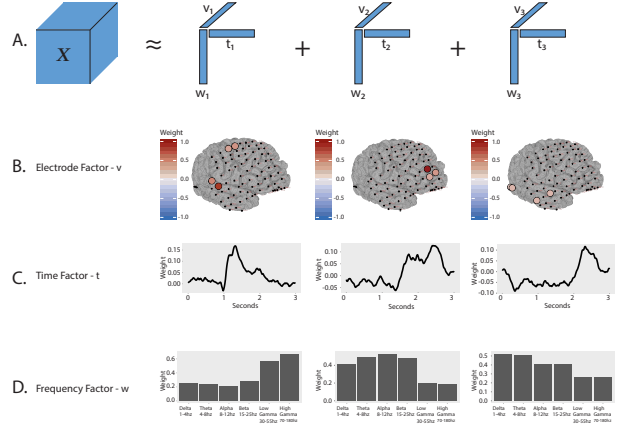 A.
X
≈
v1
t1
w1
+
v2
t2
w2
+
v3
t3
w3
B. Electrode Factor - v
Weight
1.0
0.5
0.0
0.5
1.0
Weight
1.0
0.5
0.0
0.5
1.0
Weight
1.0
0.5
0.0
0.5
1.0
C. Time Factor - t
Weight
0.15
0.10
0.05
0.00
0 1 2 3
Seconds
Weight
0.10
0.05
0.00
-0.05
0 1 2 3
Seconds
Weight
0.10
0.05
0.00
-0.05
-0.10
0 1 2 3
Seconds
D. Frequency Factor - w
Weight
0.6
0.4
0.2
0.0
Delta Theta Alpha Beta Low High
1-4hz 4-8hz 8-12hz 15-25hz Gamma Gamma
30-55hz 70-180hz
Weight
0.4
0.2
0.0
Delta Theta Alpha Beta Low High
1-4hz 4-8hz 8-12hz 15-25hz Gamma Gamma
30-55hz 70-180hz
Weight
0.5
0.4
0.3
0.2
0.1
0.0
Delta Theta Alpha Beta Low High
1-4hz 4-8hz 8-12hz 15-25hz Gamma Gamma
30-55hz 70-180hz